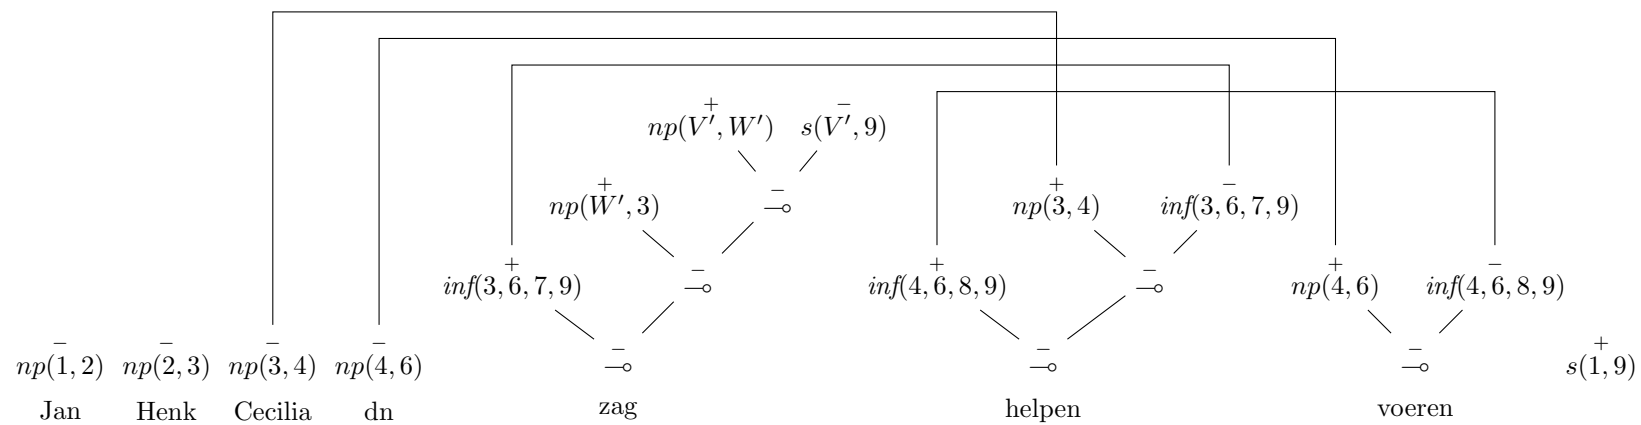 + −
np(V′, W′) s(V′, 9)
+ − + −
np(W′, 3) ⊸ np(3, 4) inf(3, 6, 7, 9)
+ − + − + −
inf(3, 6, 7, 9) ⊸ inf(4, 6, 8, 9) ⊸ np(4, 6) inf(4, 6, 8, 9)
− − − − − − − +
np(1, 2) np(2, 3) np(3, 4) np(4, 6) ⊸ ⊸ ⊸ s(1, 9)
Jan Henk Cecilia dn zag helpen voeren